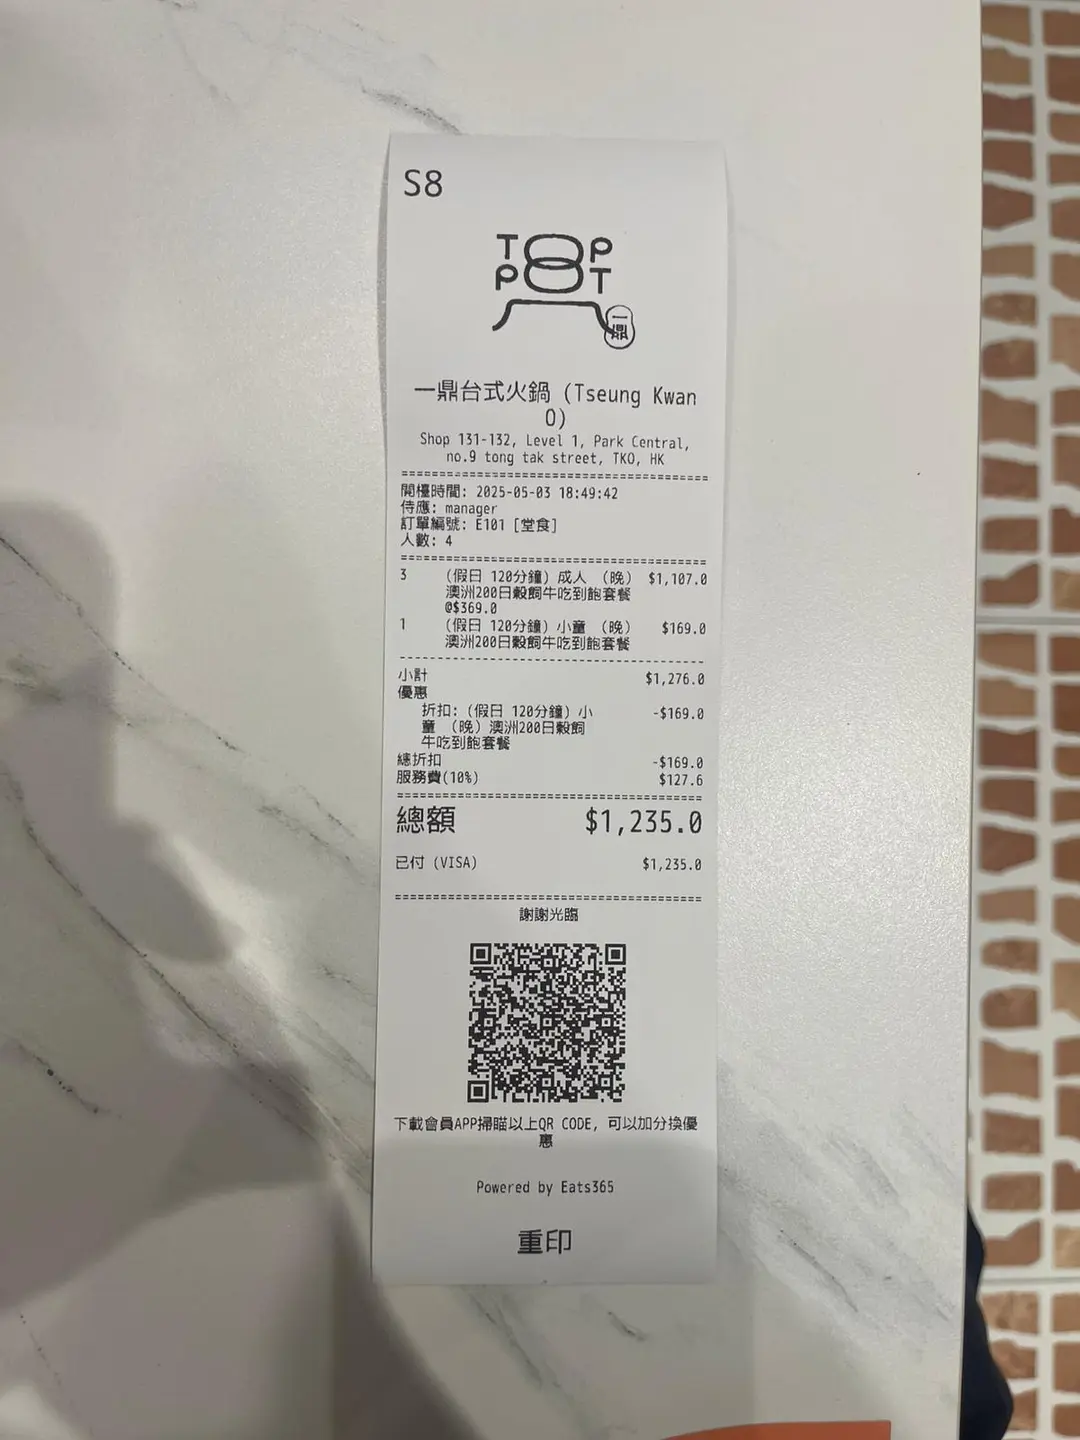 S8
TOP
POT
一鼎
一鼎台式火鍋 (Tseung Kwan
O)
Shop 131-132, Level 1, Park Central,
no.9 tong tak street, TKO, HK
開檯時間: 2025-05-03 18:49:42
侍應: manager
訂單編號: E101 [堂食]
人數: 4
3 (假日 120分鐘) 成人 (晚) $1,107.0
澳洲200日穀飼牛吃到飽套餐
@$369.0
1 (假日 120分鐘) 小童 (晚) $169.0
澳洲200日穀飼牛吃到飽套餐
小計 $1,276.0
優惠
折扣: (假日 120分鐘) 小 -$169.0
童 (晚) 澳洲200日穀飼
牛吃到飽套餐
總折扣 -$169.0
服務費(10%) $127.6
總額 $1,235.0
已付 (VISA) $1,235.0
謝謝光臨
下載會員APP掃瞄以上QR CODE, 可以加分換優
惠
Powered by Eats365
重印